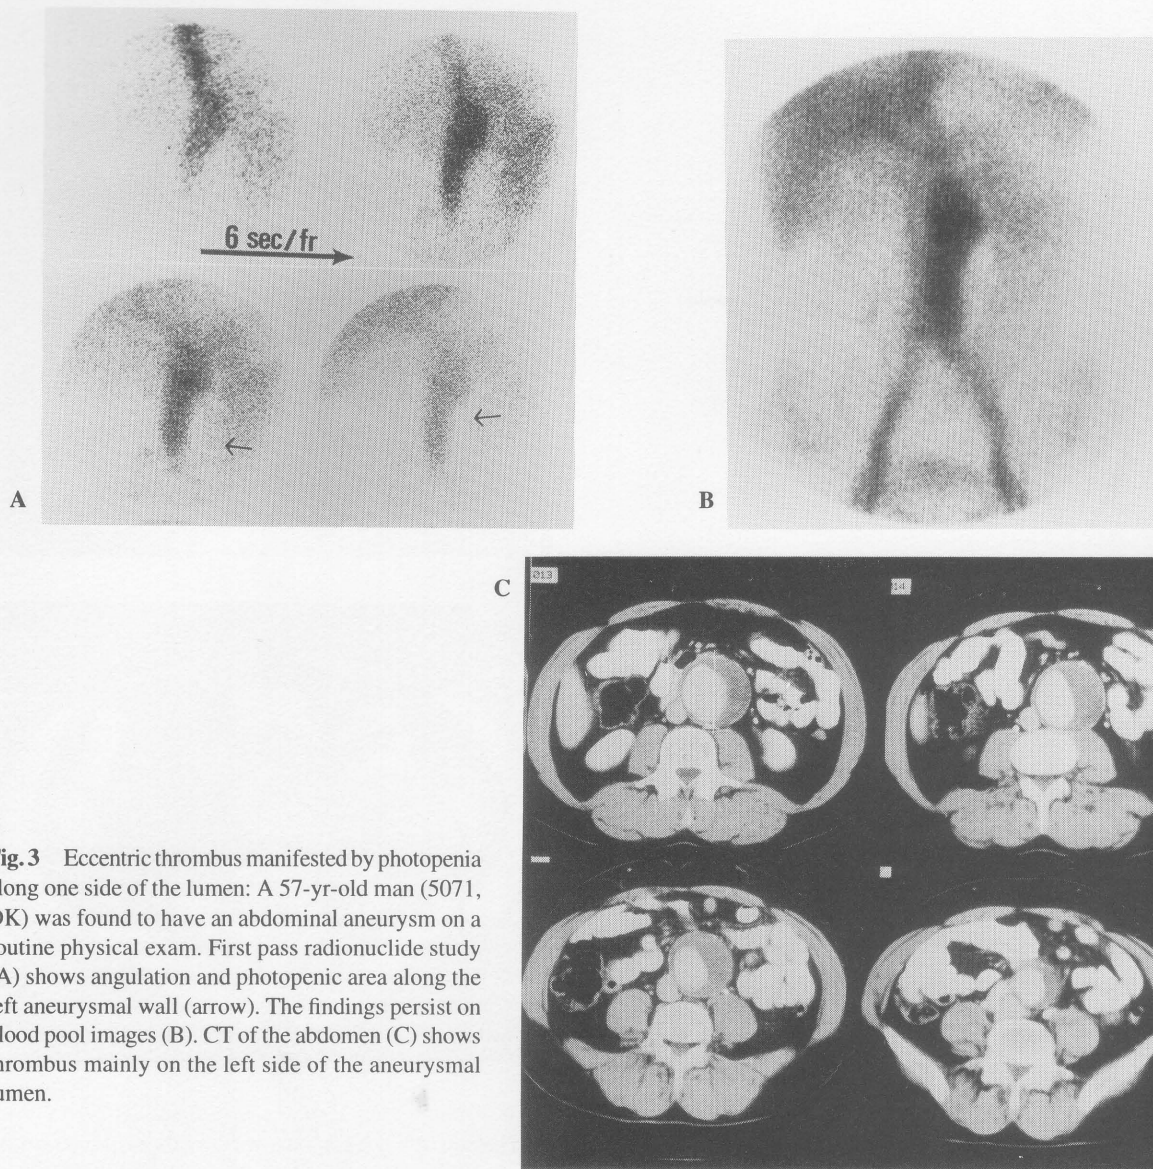 6 sec/fr
A
B
C
013
14
ig. 3 Eccentric thrombus manifested by photopenia
long one side of the lumen: A 57-yr-old man (5071,
was found to have an abdominal aneurysm on a
outine physical exam. First pass radionuclide study
A) shows angulation and photopenic area along the
eft aneurysmal wall (arrow). The findings persist on
lood pool images (B). CT of the abdomen (C) shows
hrombus mainly on the left side of the aneurysmal
umen.